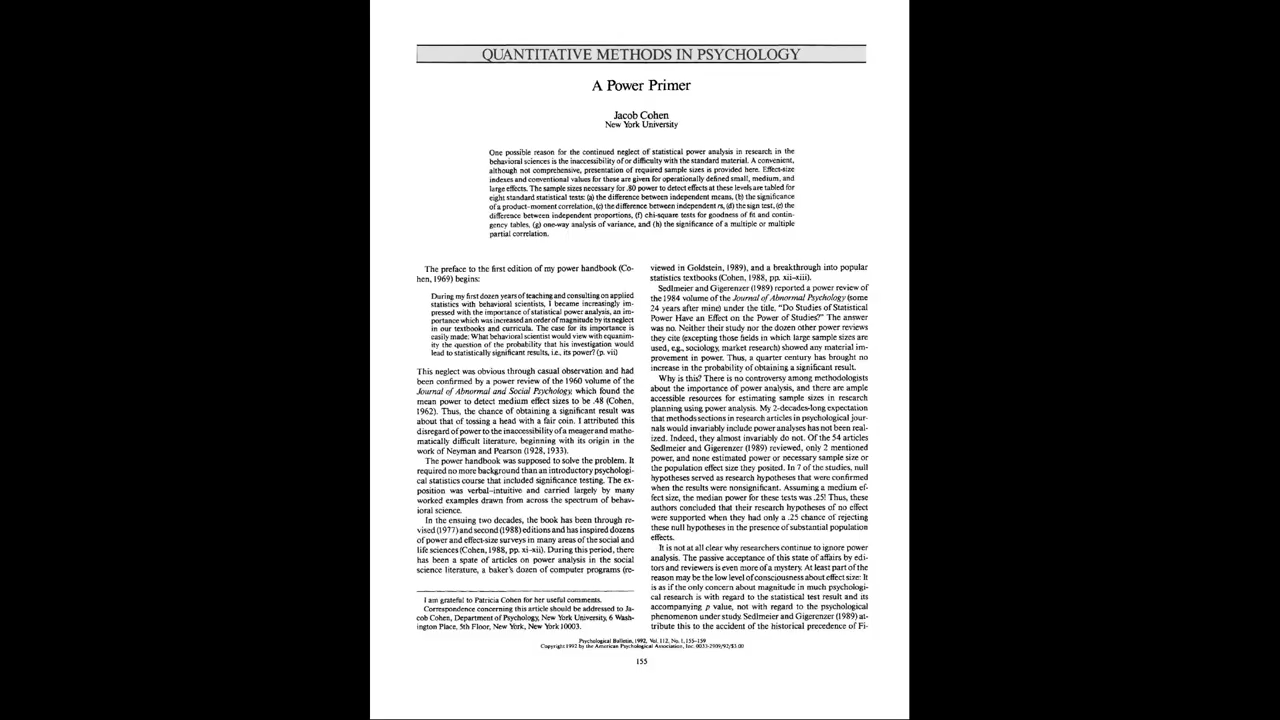 QUANTITATIVE METHODS IN PSYCHOLOGY
A Power Primer
Jacob Cohen
New York University
One possible reason for the continued neglect of statistical power analysis in research in the
behavioral sciences is the inaccessibility of or difficulty with the standard material. A convenient,
although not comprehensive, presentation of required sample sizes is provided here. Effect-size
indexes and conventional values for these are given for operationally defined small, medium, and
large effects. The sample sizes necessary for .80 power to detect effects at these levels are tabled for
eight standard statistical tests: (a) the difference between independent means, (b) the significance
of a product-moment correlation, (c) the difference between independent rs, (d) the sign test, (e) the
difference between independent proportions, (f) chi-square tests for goodness of fit and contin-
gency tables, (g) one-way analysis of variance, and (h) the significance of a multiple or multiple
partial correlation.
The preface to the first edition of my power handbook (Co-
hen, 1969) begins:
During my first dozen years of teaching and consulting on applied
statistics with behavioral scientists, I became increasingly im-
pressed with the importance of statistical power analysis, an im-
portance which was increased an order of magnitude by its neglect
in our textbooks and curricula. The case for its importance is
easily made: What behavioral scientist would view with equanim-
ity the question of the probability that his investigation would
lead to statistically significant results, i.e., its power? (p. vii)
This neglect was obvious through casual observation and had
been confirmed by a power review of the 1960 volume of the
Journal of Abnormal and Social Psychology, which found the
mean power to detect medium effect sizes to be .48 (Cohen,
1962). Thus, the chance of obtaining a significant result was
about that of tossing a head with a fair coin. I attributed this
disregard of power to the inaccessibility of a meager and mathe-
matically difficult literature, beginning with its origin in the
work of Neyman and Pearson (1928, 1933).
The power handbook was supposed to solve the problem. It
required no more background than an introductory psychologi-
cal statistics course that included significance testing. The ex-
position was verbal-intuitive and carried largely by many
worked examples drawn from across the spectrum of behav-
ioral science.
In the ensuing two decades, the book has been through re-
vised (1977) and second (1988) editions and has inspired dozens
of power and effect-size surveys in many areas of the social and
life sciences (Cohen, 1988, pp. xi-xii). During this period, there
has been a spate of articles on power analysis in the social
science literature, a baker's dozen of computer programs (re-
I am grateful to Patricia Cohen for her useful comments.
Correspondence concerning this article should be addressed to Ja-
cob Cohen, Department of Psychology, New York University, 6 Wash-
ington Place, 5th Floor, New York, New York 10003.
viewed in Goldstein, 1989), and a breakthrough into popular
statistics textbooks (Cohen, 1988, pp. xii-xiii).
Sedlmeier and Gigerenzer (1989) reported a power review of
the 1984 volume of the Journal of Abnormal Psychology (some
24 years after mine) under the title, "Do Studies of Statistical
Power Have an Effect on the Power of Studies?" The answer
was no. Neither their study nor the dozen other power reviews
they cite (excepting those fields in which large sample sizes are
used, e.g., sociology, market research) showed any material im-
provement in power. Thus, a quarter century has brought no
increase in the probability of obtaining a significant result.
Why is this? There is no controversy among methodologists
about the importance of power analysis, and there are ample
accessible resources for estimating sample sizes in research
planning using power analysis. My 2-decades-long expectation
that methods sections in research articles in psychological jour-
nals would invariably include power analyses has not been real-
ized. Indeed, they almost invariably do not. Of the 54 articles
Sedlmeier and Gigerenzer (1989) reviewed, only 2 mentioned
power, and none estimated power or necessary sample size or
the population effect size they posited. In 7 of the studies, null
hypotheses served as research hypotheses that were confirmed
when the results were nonsignificant. Assuming a medium ef-
fect size, the median power for these tests was .25! Thus, these
authors concluded that their research hypotheses of no effect
were supported when they had only a .25 chance of rejecting
these null hypotheses in the presence of substantial population
effects.
It is not at all clear why researchers continue to ignore power
analysis. The passive acceptance of this state of affairs by edi-
tors and reviewers is even more of a mystery. At least part of the
reason may be the low level of consciousness about effect size: It
is as if the only concern about magnitude in much psychologi-
cal research is with regard to the statistical test result and its
accompanying p value, not with regard to the psychological
phenomenon under study. Sedlmeier and Gigerenzer (1989) at-
tribute this to the accident of the historical precedence of Fi-
Psychological Bulletin, 1992, Vol. 112, No. 1, 155-159
Copyright 1992 by the American Psychological Association, Inc. 0033-2909/92/$3.00
155